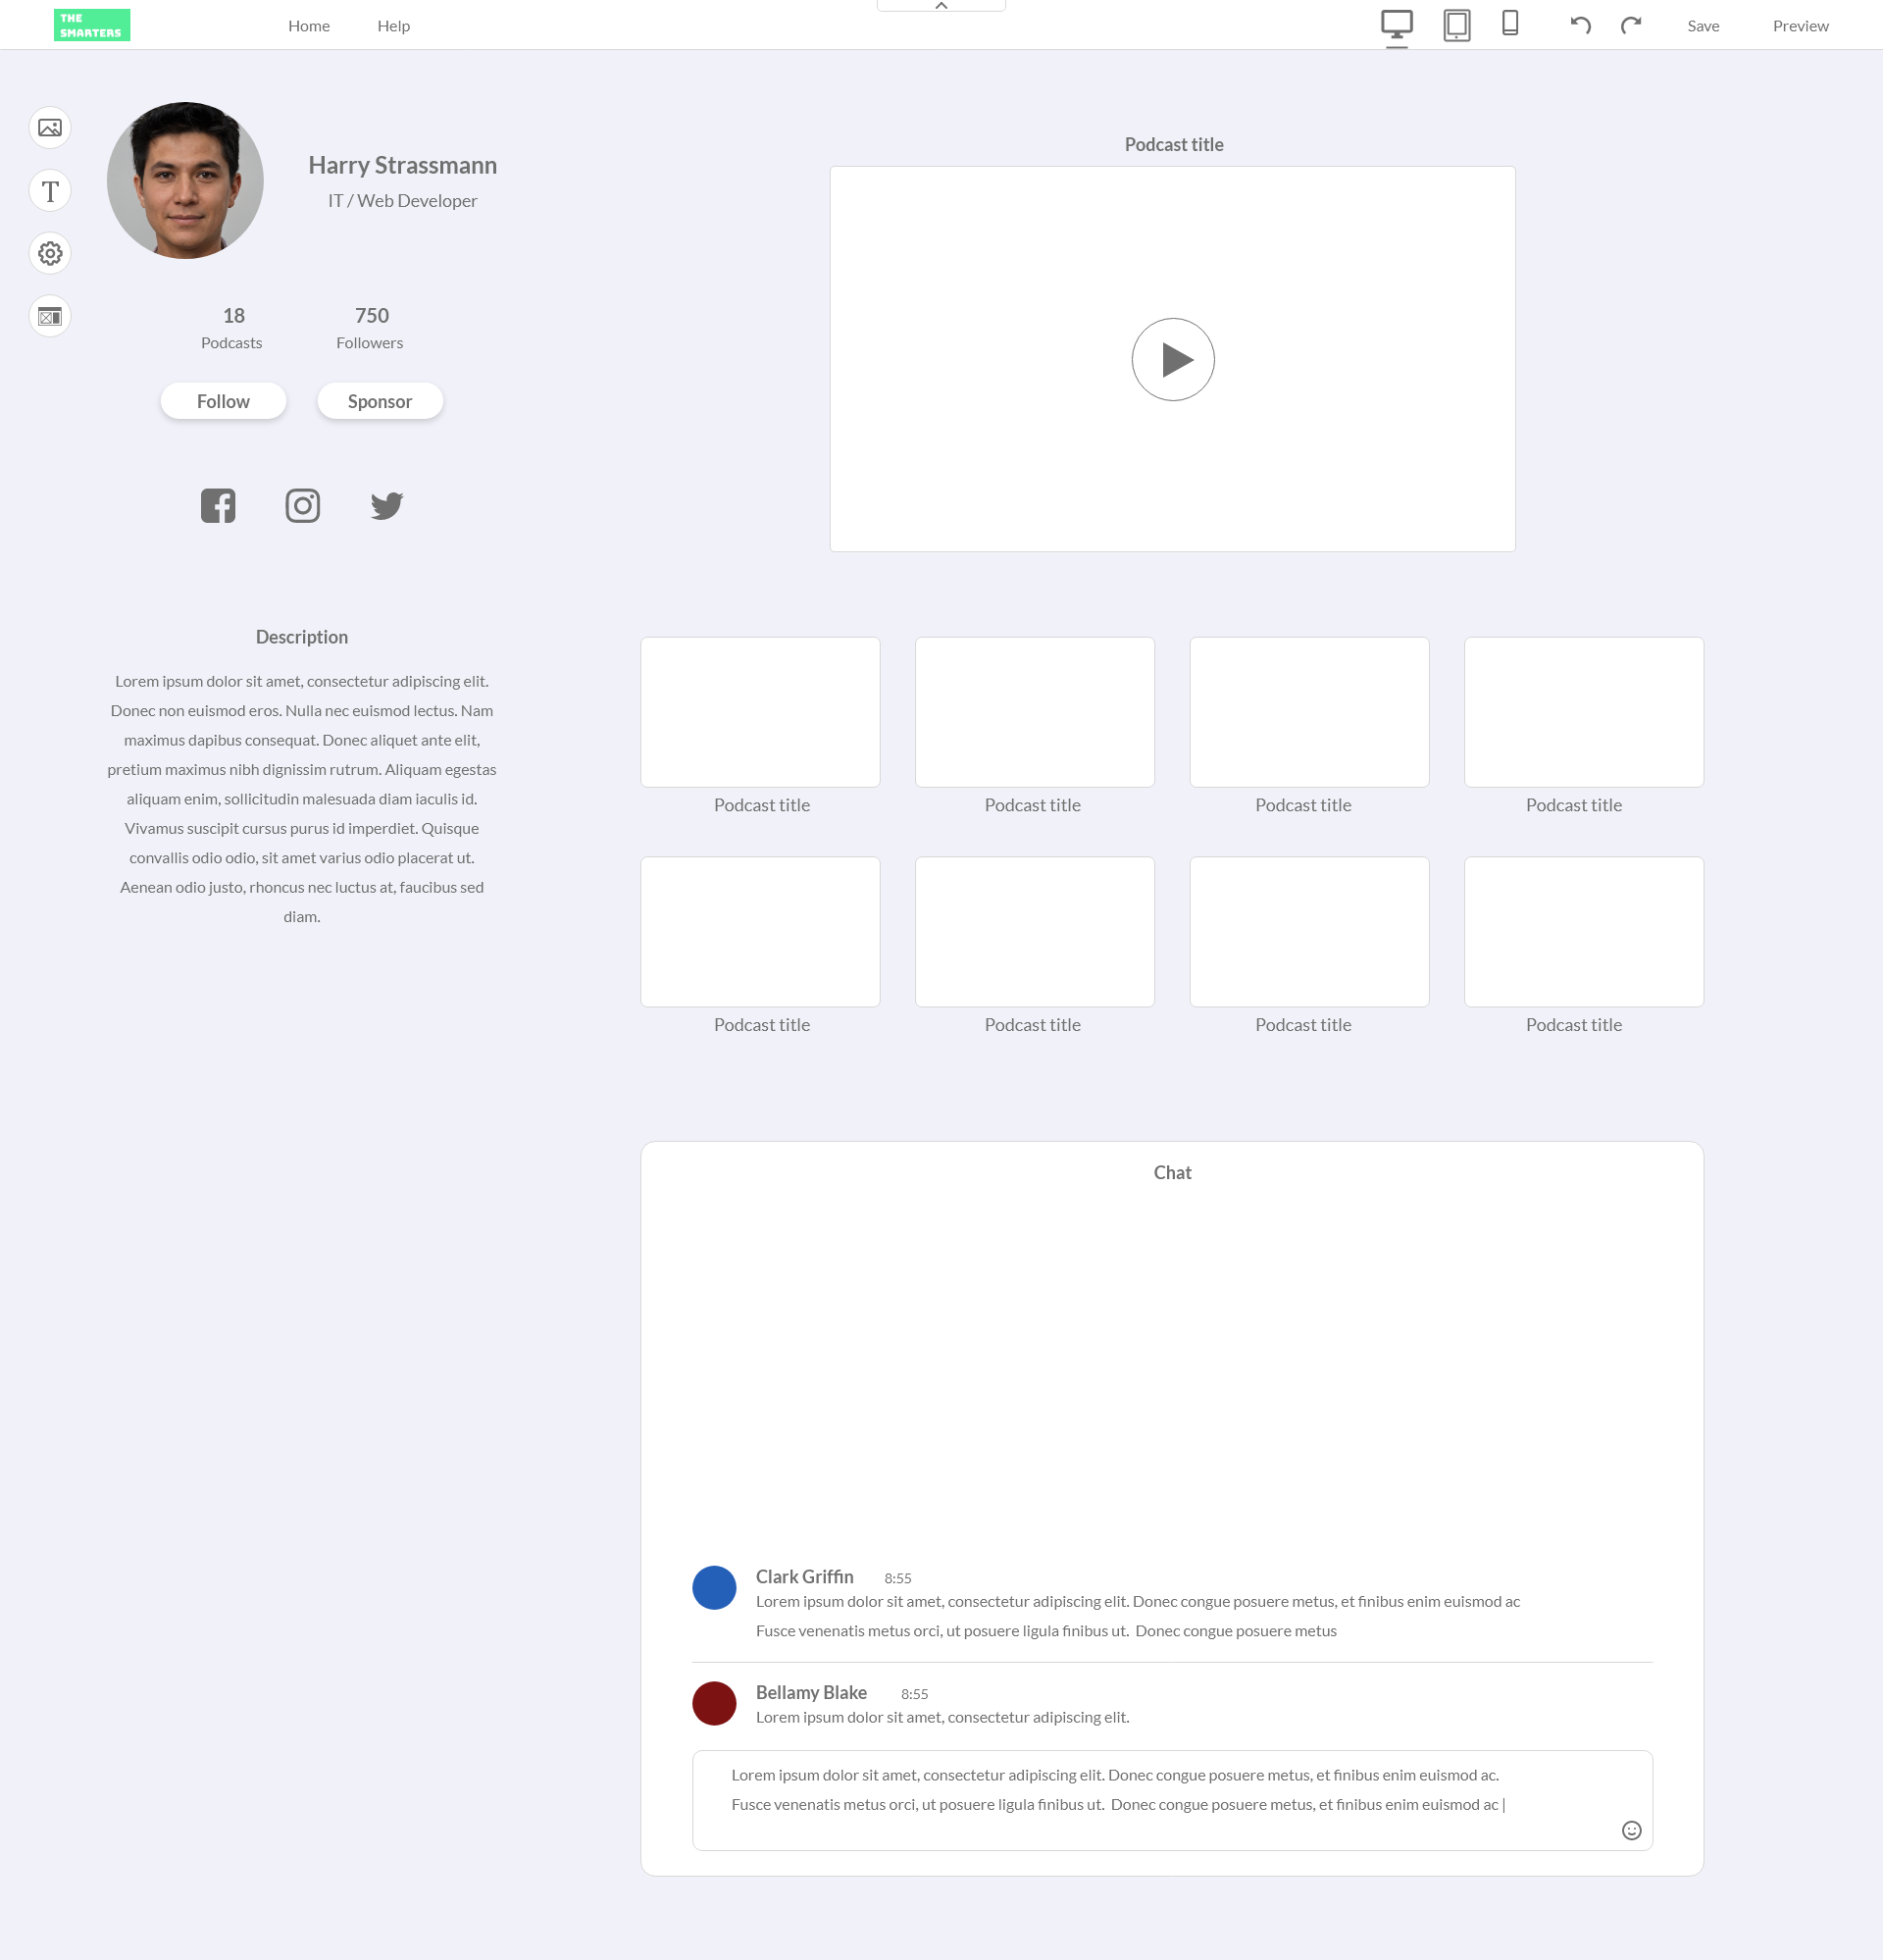 THE
SMARTERS
Home
Help
Save
Preview
Harry Strassmann
IT / Web Developer
18
Podcasts
750
Followers
Follow
Sponsor
Description
Lorem ipsum dolor sit amet, consectetur adipiscing elit.
Donec non euismod eros. Nulla nec euismod lectus. Nam
maximus dapibus consequat. Donec aliquet ante elit,
pretium maximus nibh dignissim rutrum. Aliquam egestas
aliquam enim, sollicitudin malesuada diam iaculis id.
Vivamus suscipit cursus purus id imperdiet. Quisque
convallis odio odio, sit amet varius odio placerat ut.
Aenean odio justo, rhoncus nec luctus at, faucibus sed
diam.
Podcast title
Podcast title
Podcast title
Podcast title
Podcast title
Podcast title
Podcast title
Podcast title
Podcast title
Chat
Clark Griffin 8:55
Lorem ipsum dolor sit amet, consectetur adipiscing elit. Donec congue posuere metus, et finibus enim euismod ac
Fusce venenatis metus orci, ut posuere ligula finibus ut. Donec congue posuere metus
Bellamy Blake 8:55
Lorem ipsum dolor sit amet, consectetur adipiscing elit.
Lorem ipsum dolor sit amet, consectetur adipiscing elit. Donec congue posuere metus, et finibus enim euismod ac.
Fusce venenatis metus orci, ut posuere ligula finibus ut. Donec congue posuere metus, et finibus enim euismod ac |